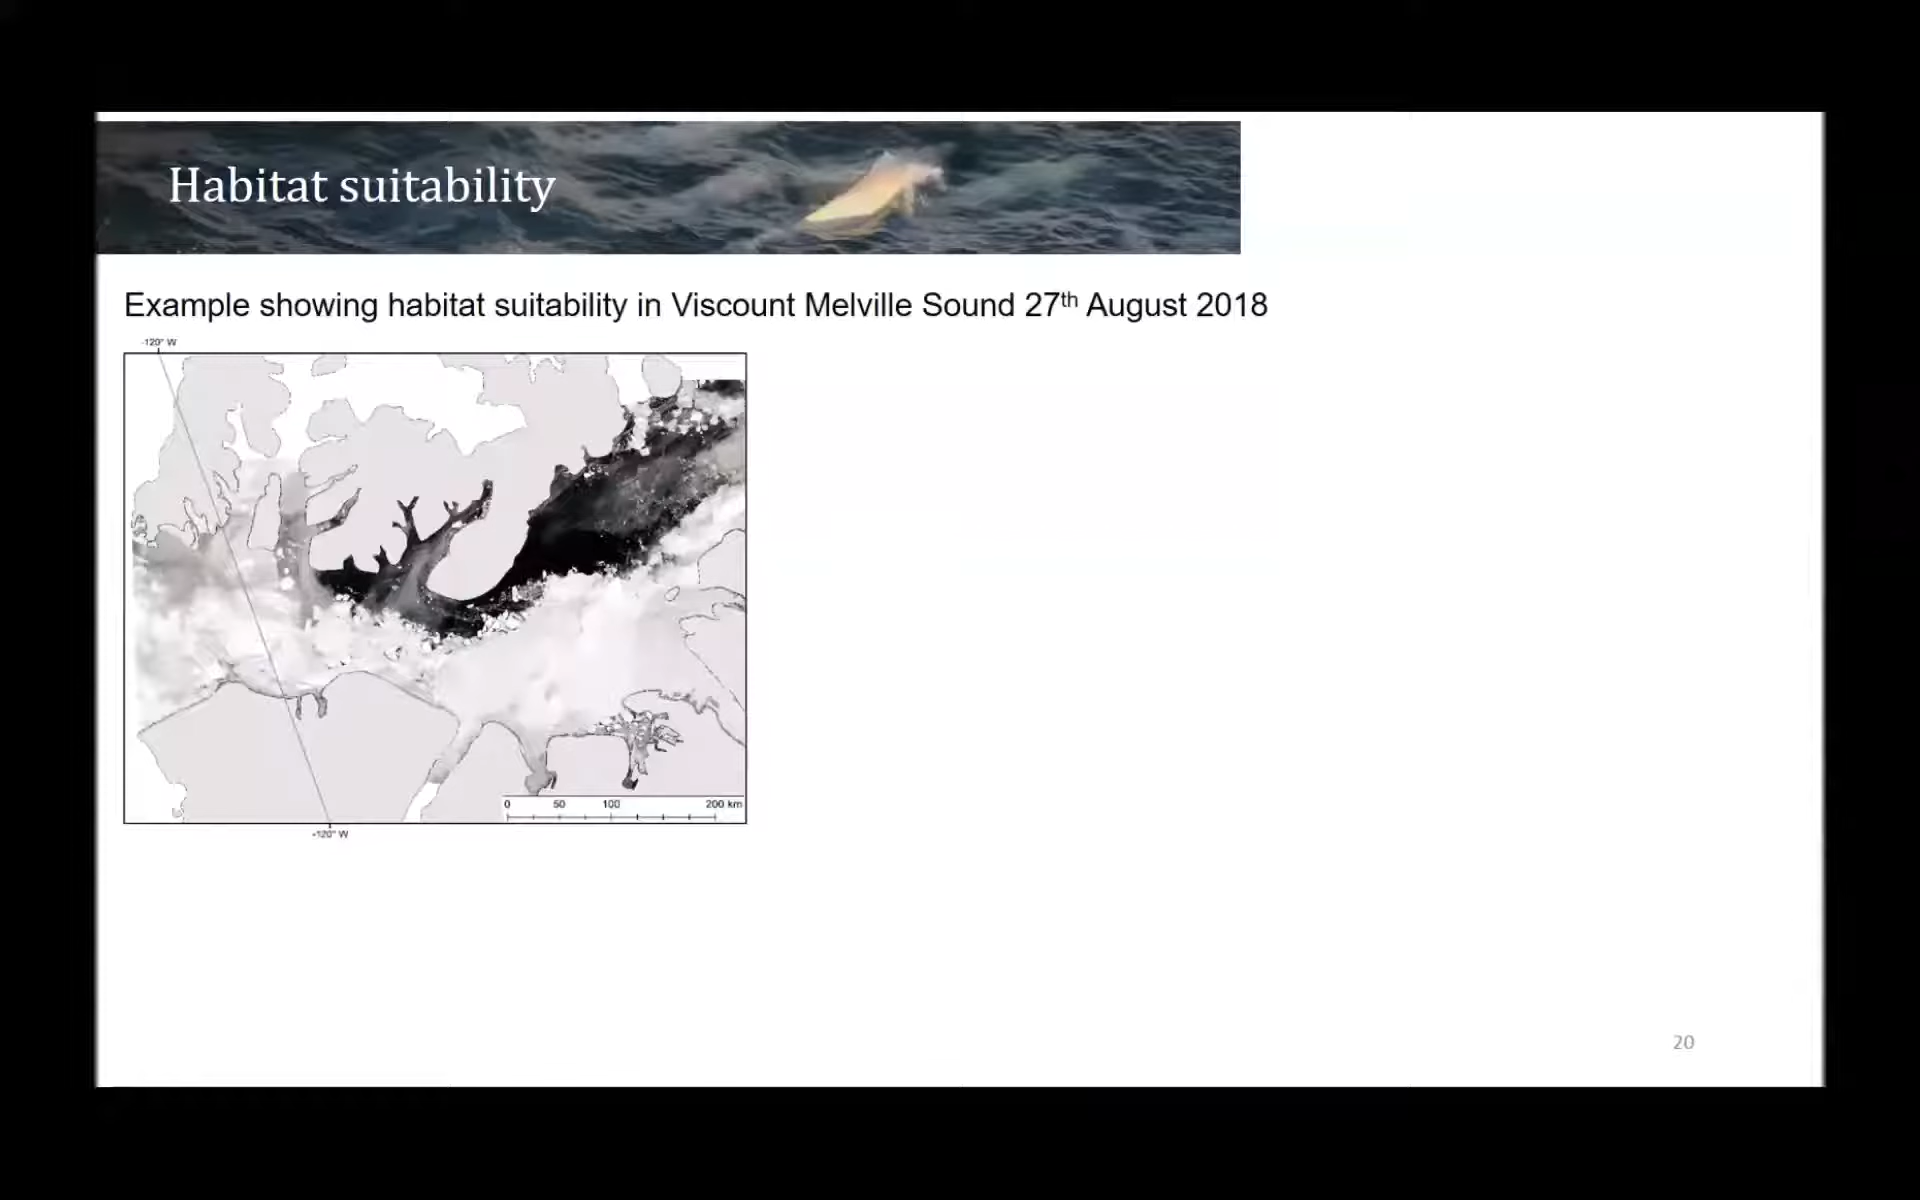 Habitat suitability
Example showing habitat suitability in Viscount Melville Sound 27th August 2018
-120° W
0 50 100 200 km
-120° W
20